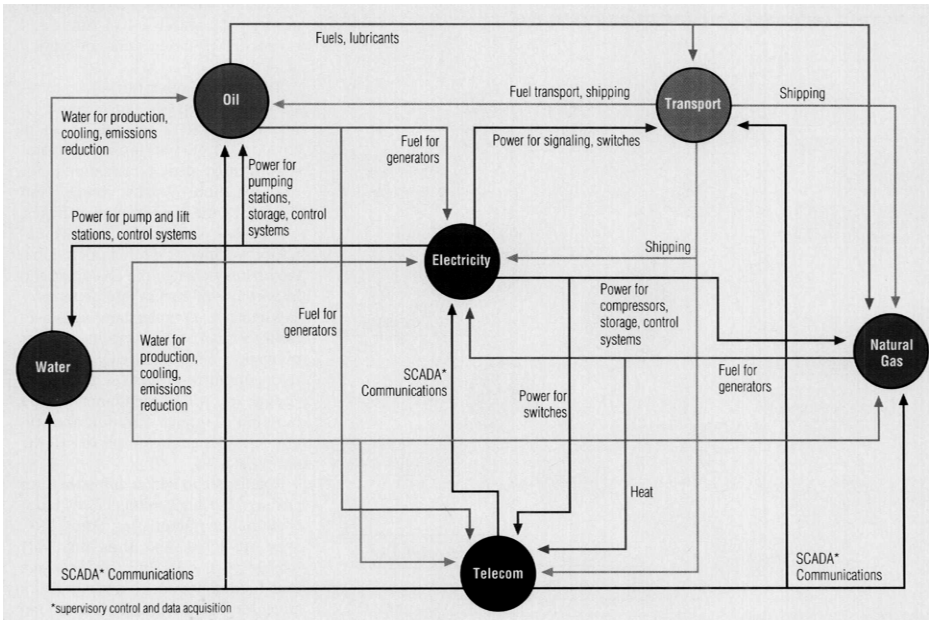 Fuels, lubricants
Oil
Fuel transport, shipping
Transport
Shipping
Water for production,
cooling, emissions
reduction
Fuel for
generators
Power for signaling, switches
Power for
pumping
stations,
storage, control
systems
Power for pump and lift
stations, control systems
Electricity
Shipping
Fuel for
generators
Power for
compressors,
storage, control
systems
Water
Water for
production,
cooling,
emissions
reduction
SCADA*
Communications
Power for
switches
Fuel for
generators
Natural
Gas
Heat
SCADA* Communications
Telecom
SCADA*
Communications
*supervisory control and data acquisition